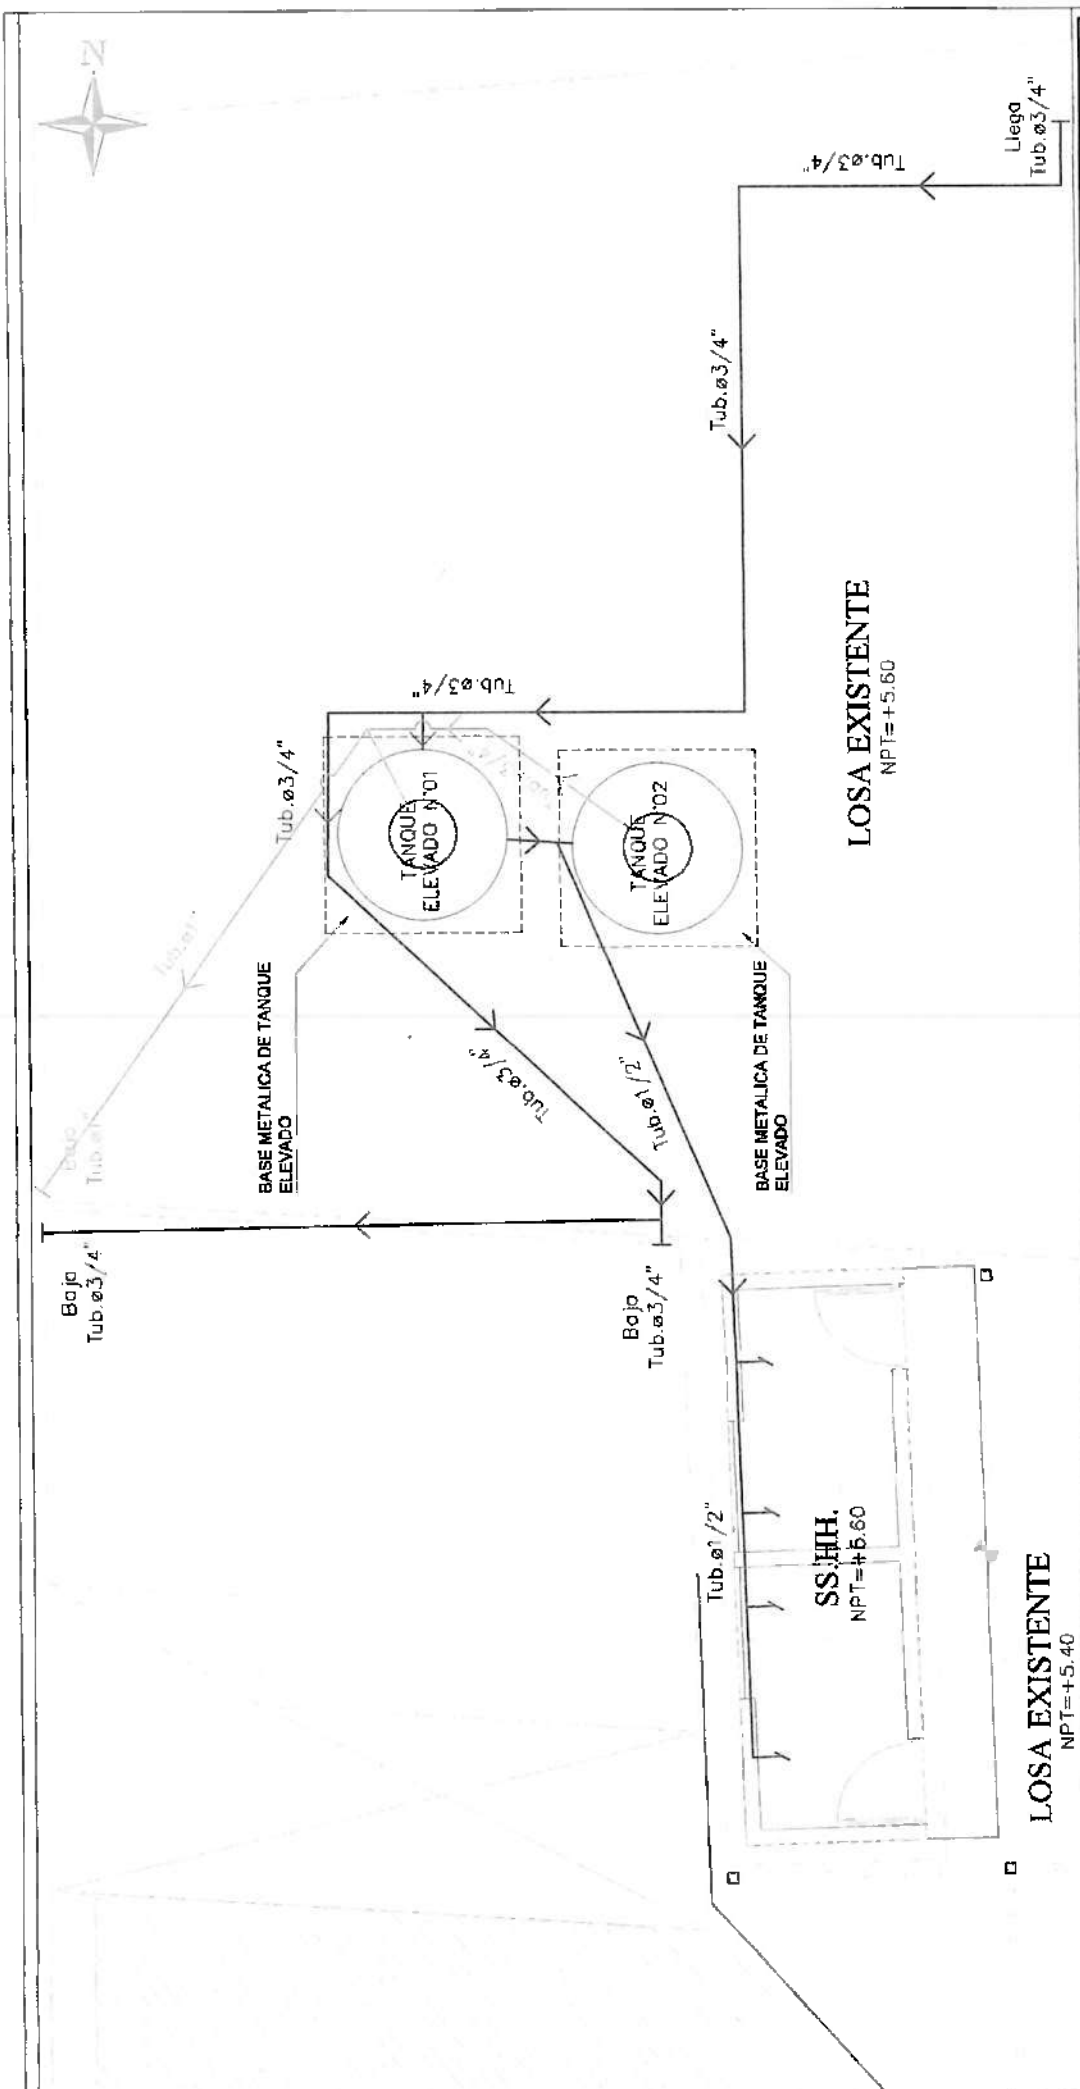 N
Llega
Tub.ø3/4"
Tub.ø3/4"
Tub.ø3/4"
Tub.ø3/4"
Tub.ø3/4"
TANQUE
ELEVADO N°01
TANQUE
ELEVADO N°02
LOSA EXISTENTE
NPT=+5.60
BASE METALICA DE TANQUE
ELEVADO
BASE METALICA DE TANQUE
ELEVADO
Tub.ø3/4"
Tub.ø1/2"
Baja
Baja
Tub.ø3/4"
Baja
Tub.ø3/4"
Tub.ø1/2"
SS.HH.
NPT=+5.60
LOSA EXISTENTE
NPT=+5.40